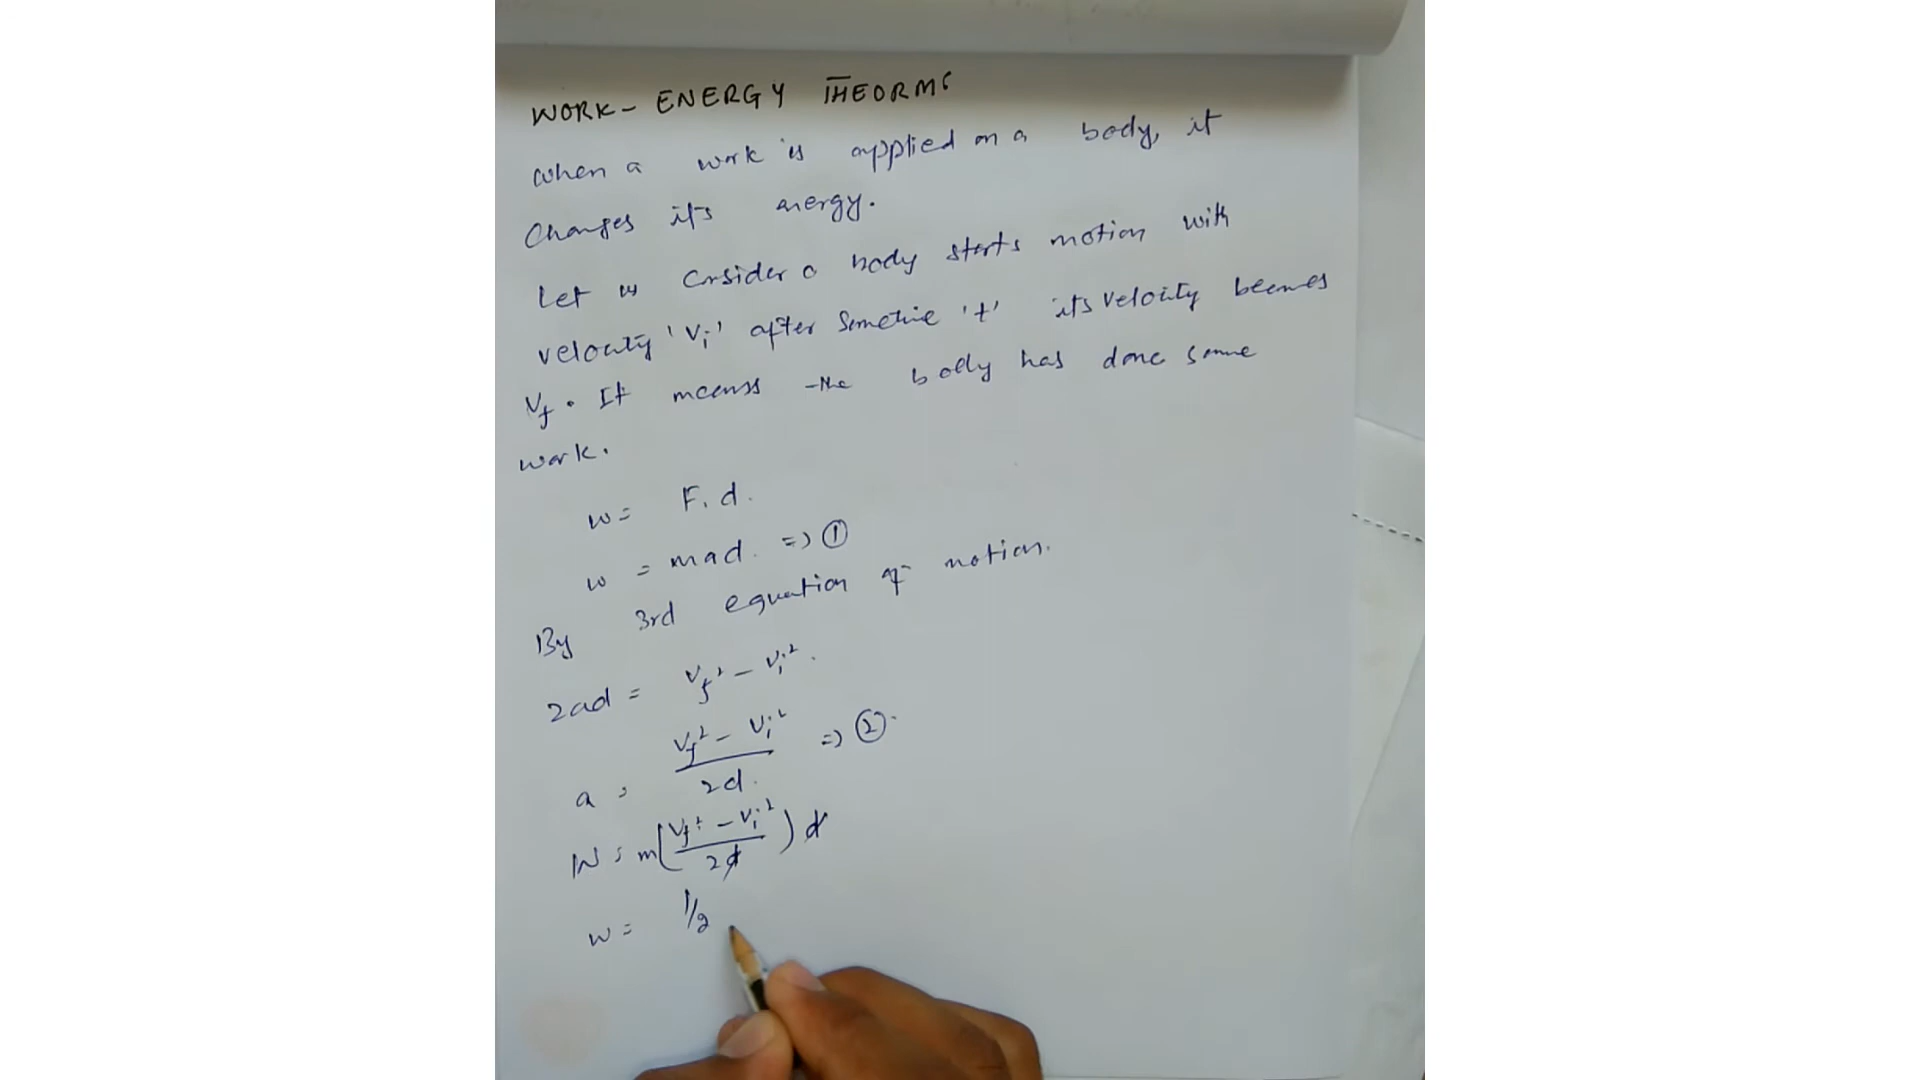 WORK - ENERGY THEORMS
when a work is applied on a body, it
changes it's energy.
Let us consider a body starts motion with
velocity 'Vi' after sometime 't' its velocity becomes
Vf. It means the body has done some
work.
w = F.d.
w = mad. => ①
By 3rd equation of motion.
2ad = Vf² - Vi².
a = Vf² - Vi² / 2d. => ②.
W = m(Vf² - Vi² / 2d) d
w = 1/2